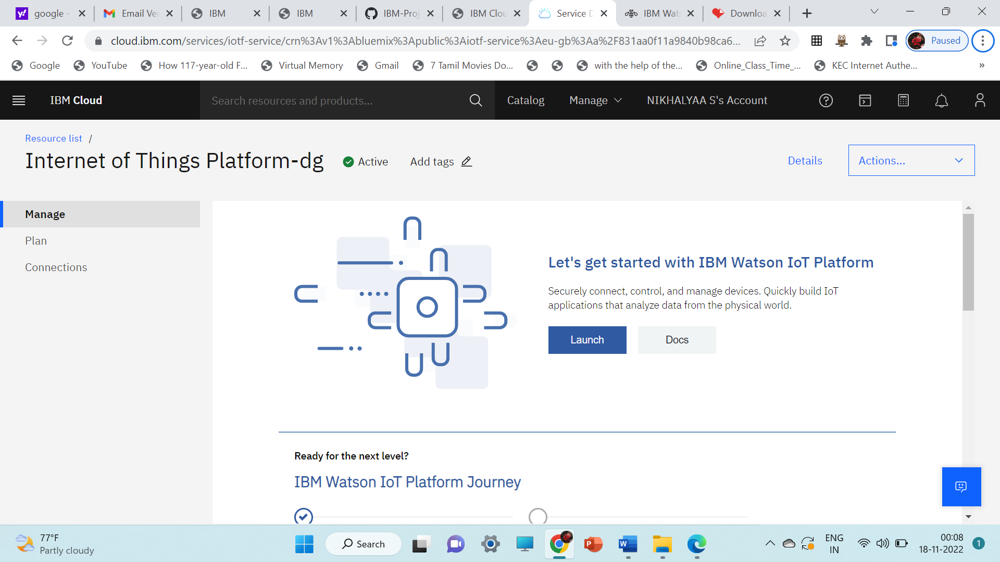 google -
Email Ver
IBM
IBM
IBM-Proj
IBM Clou
Service D
IBM Wat
Downloa
cloud.ibm.com/services/iotf-service/crn%3Av1%3Abluemix%3Apublic%3Aiotf-service%3Aeu-gb%3Aa%2F831aa0f11a9840b98ca6...
Paused
Google
YouTube
How 117-year-old F...
Virtual Memory
Gmail
7 Tamil Movies Do...
with the help of the...
Online_Class_Time_...
KEC Internet Authe...
»
IBM Cloud
Search resources and products...
Catalog
Manage
NIKHALYAA S's Account
Resource list /
Internet of Things Platform-dg
Active
Add tags
Details
Actions...
Manage
Plan
Connections
Let's get started with IBM Watson IoT Platform
Securely connect, control, and manage devices. Quickly build IoT
applications that analyze data from the physical world.
Launch
Docs
Ready for the next level?
IBM Watson IoT Platform Journey
77°F
Partly cloudy
Search
ENG
IN
00:08
18-11-2022
1